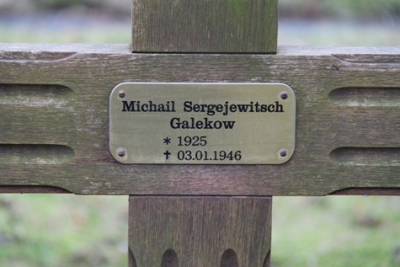 Michail Sergejewitsch
Galekow
* 1925
✝ 03.01.1946